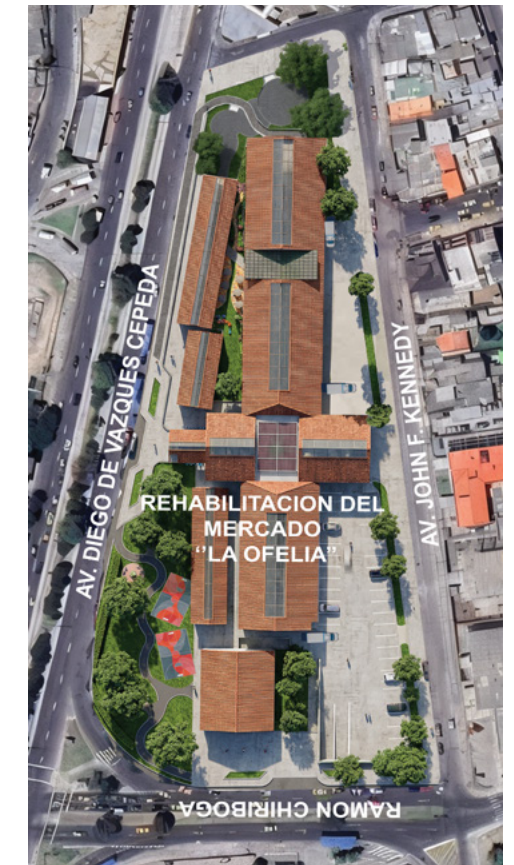 AV. DIEGO DE VAZQUES CEPEDA
AV. JOHN F. KENNEDY
REHABILITACION DEL
MERCADO
‘’LA OFELIA’’
RAMON CHIRIBOGA